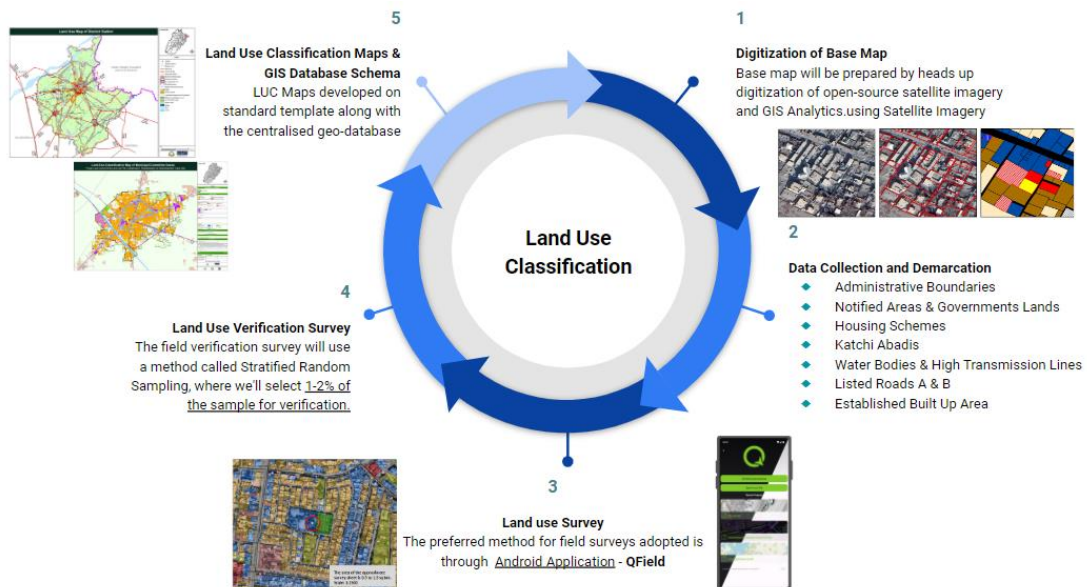 5
Land Use Classification Maps &
GIS Database Schema
LUC Maps developed on
standard template along with
the centralised geo-database
1
Digitization of Base Map
Base map will be prepared by heads up
digitization of open-source satellite imagery
and GIS Analytics.using Satellite Imagery
Land Use
Classification
2
Data Collection and Demarcation
Administrative Boundaries
Notified Areas & Governments Lands
Housing Schemes
Katchi Abadis
Water Bodies & High Transmission Lines
Listed Roads A & B
Established Built Up Area
4
Land Use Verification Survey
The field verification survey will use
a method called Stratified Random
Sampling, where we'll select 1-2% of
the sample for verification.
3
Land use Survey
The preferred method for field surveys adopted is
through Android Application - QField